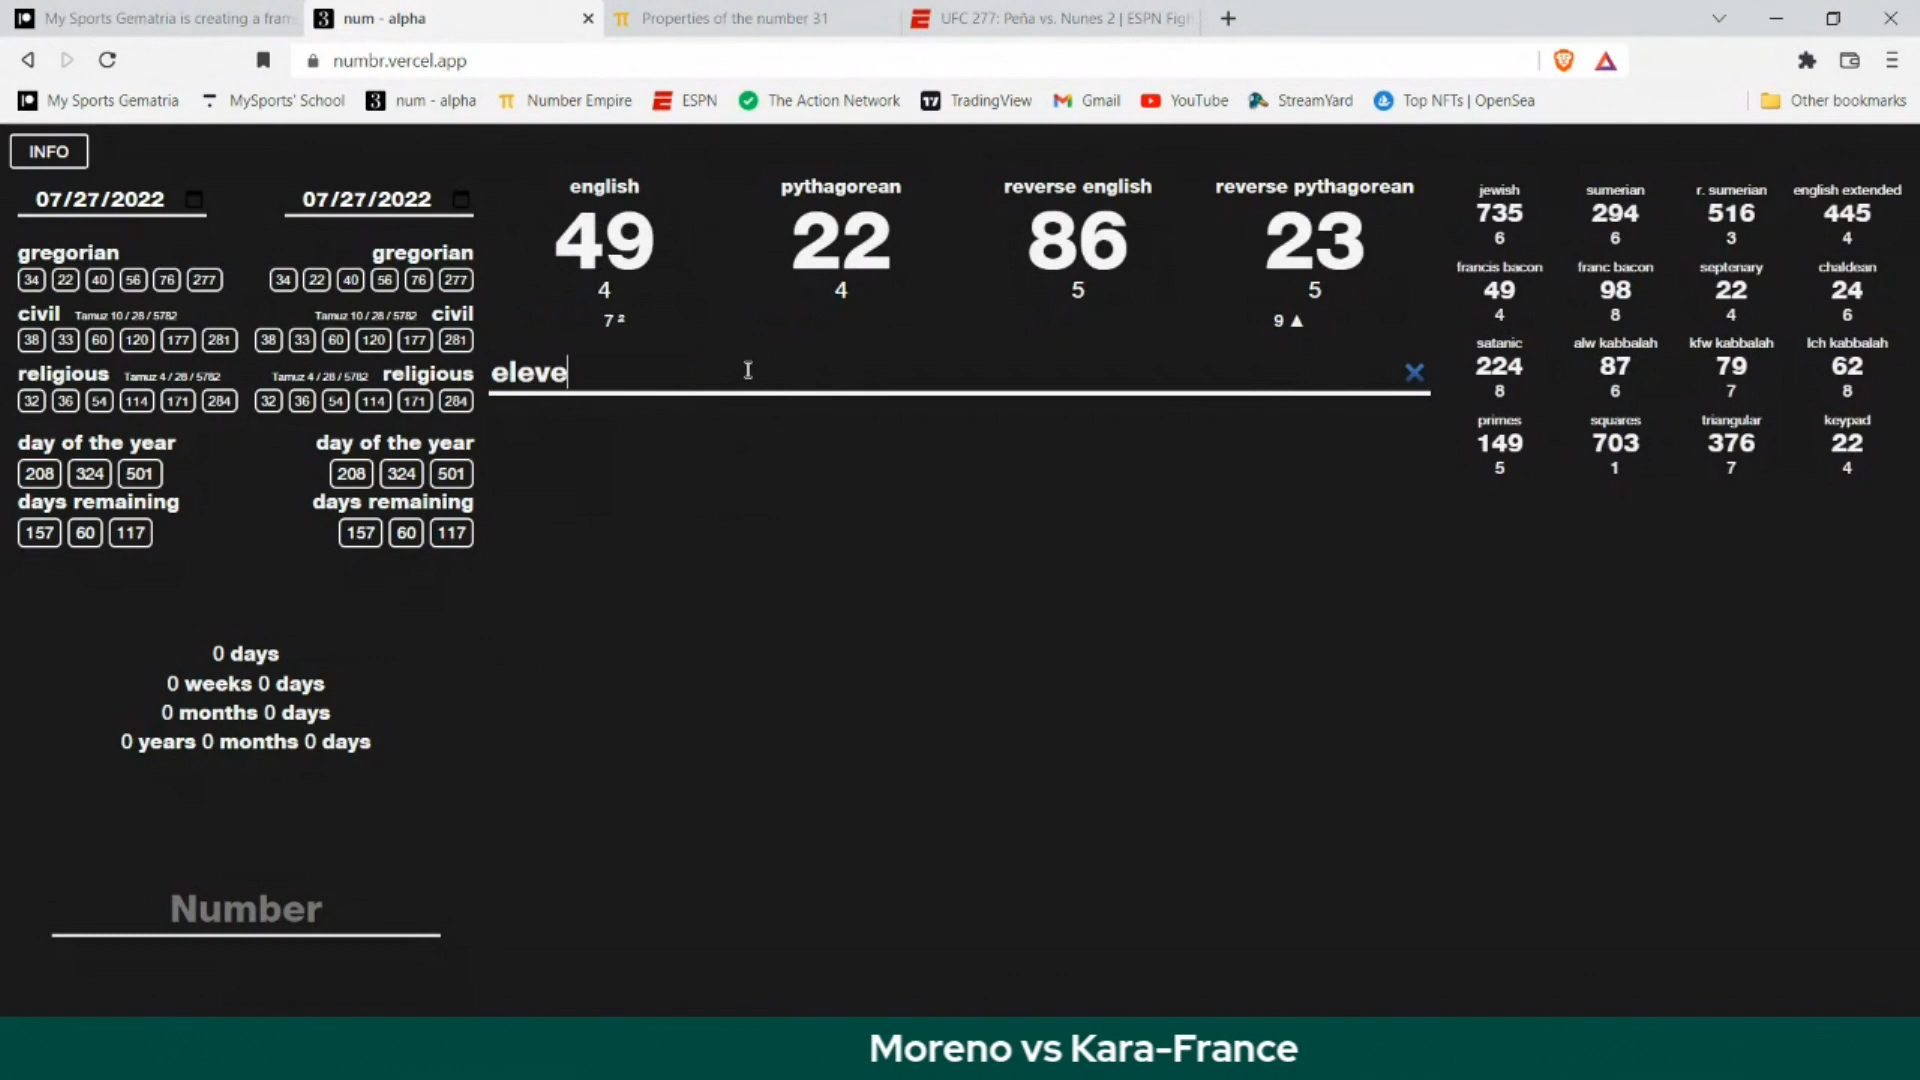 My Sports Gematria is creating a fram
num - alpha
Properties of the number 31
UFC 277: Peña vs. Nunes 2 | ESPN Figh
numbr.vercel.app
My Sports Gematria
MySports' School
num - alpha
Number Empire
ESPN
The Action Network
TradingView
Gmail
YouTube
StreamYard
Top NFTs | OpenSea
Other bookmarks
INFO
07/27/2022 07/27/2022
gregorian gregorian
34 22 40 56 76 277 34 22 40 56 76 277
civil Tamuz 10 / 28 / 5782 Tamuz 10 / 28 / 5782 civil
38 33 60 120 177 281 38 33 60 120 177 281
religious Tamuz 4 / 28 / 5782 Tamuz 4 / 28 / 5782 religious
32 36 54 114 171 284 32 36 54 114 171 284
day of the year day of the year
208 324 501 208 324 501
days remaining days remaining
157 60 117 157 60 117
0 days
0 weeks 0 days
0 months 0 days
0 years 0 months 0 days
Number
english pythagorean reverse english reverse pythagorean
49 22 86 23
4 4 5 5
7 ² 9 ▲
eleve
jewish sumerian r. sumerian english extended
735 294 516 445
6 6 3 4
francis bacon franc bacon septenary chaldean
49 98 22 24
4 8 4 6
satanic alw kabbalah kfw kabbalah lch kabbalah
224 87 79 62
8 6 7 8
primes squares triangular keypad
149 703 376 22
5 1 7 4
Moreno vs Kara-France